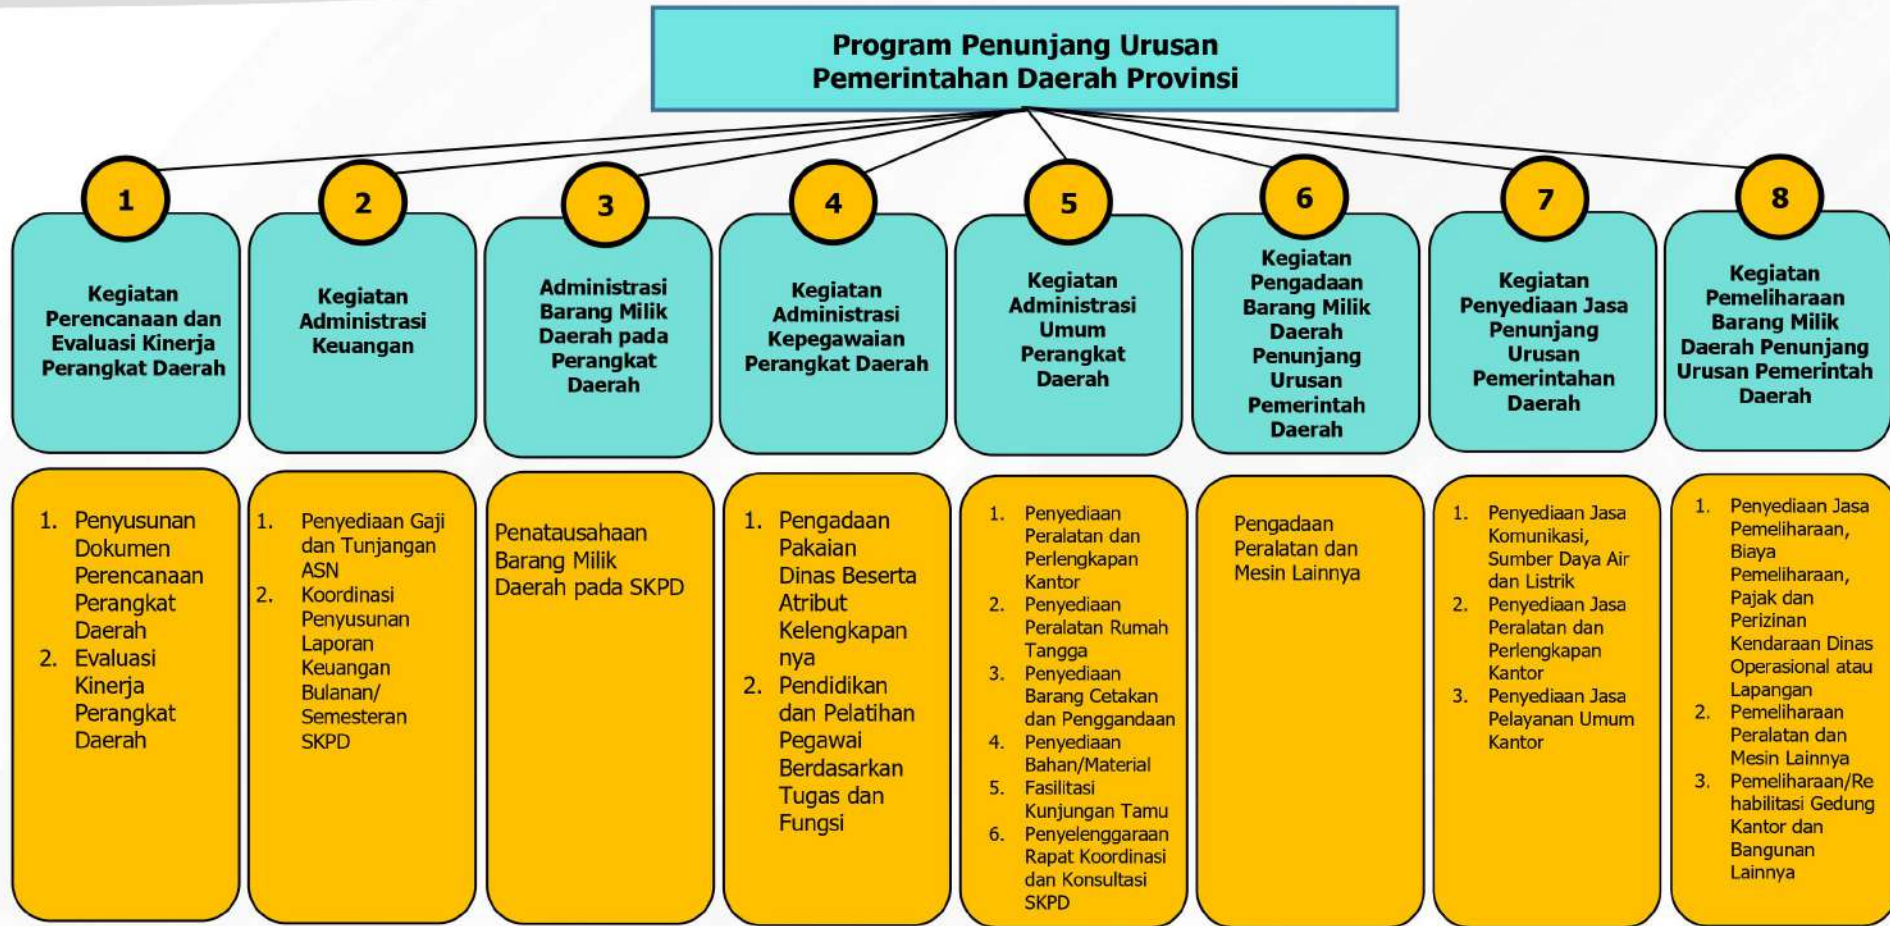 Program Penunjang Urusan
Pemerintahan Daerah Provinsi
1
Kegiatan
Perencanaan dan
Evaluasi Kinerja
Perangkat Daerah
1. Penyusunan
Dokumen
Perencanaan
Perangkat
Daerah
2. Evaluasi
Kinerja
Perangkat
Daerah
2
Kegiatan
Administrasi
Keuangan
1. Penyediaan Gaji
dan Tunjangan
ASN
2. Koordinasi
Penyusunan
Laporan
Keuangan
Bulanan/
Semesteran
SKPD
3
Administrasi
Barang Milik
Daerah pada
Perangkat
Daerah
Penatausahaan
Barang Milik
Daerah pada SKPD
4
Kegiatan
Administrasi
Kepegawaian
Perangkat Daerah
1. Pengadaan
Pakaian
Dinas Beserta
Atribut
Kelengkapan
nya
2. Pendidikan
dan Pelatihan
Pegawai
Berdasarkan
Tugas dan
Fungsi
5
Kegiatan
Administrasi
Umum
Perangkat
Daerah
1. Penyediaan
Peralatan dan
Perlengkapan
Kantor
2. Penyediaan
Peralatan Rumah
Tangga
3. Penyediaan
Barang Cetakan
dan Penggandaan
4. Penyediaan
Bahan/Material
5. Fasilitasi
Kunjungan Tamu
6. Penyelenggaraan
Rapat Koordinasi
dan Konsultasi
SKPD
6
Kegiatan
Pengadaan
Barang Milik
Daerah
Penunjang
Urusan
Pemerintah
Daerah
Pengadaan
Peralatan dan
Mesin Lainnya
7
Kegiatan
Penyediaan Jasa
Penunjang
Urusan
Pemerintahan
Daerah
1. Penyediaan Jasa
Komunikasi,
Sumber Daya Air
dan Listrik
2. Penyediaan Jasa
Peralatan dan
Perlengkapan
Kantor
3. Penyediaan Jasa
Pelayanan Umum
Kantor
8
Kegiatan
Pemeliharaan
Barang Milik
Daerah Penunjang
Urusan Pemerintah
Daerah
1. Penyediaan Jasa
Pemeliharaan,
Biaya
Pemeliharaan,
Pajak dan
Perizinan
Kendaraan Dinas
Operasional atau
Lapangan
2. Pemeliharaan
Peralatan dan
Mesin Lainnya
3. Pemeliharaan/Re
habilitasi Gedung
Kantor dan
Bangunan
Lainnya